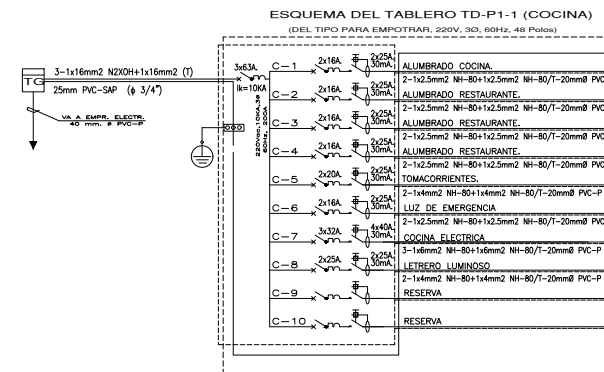 ESQUEMA DEL TABLERO TD-P1-1 (COCINA)
(DEL TIPO PARA EMPOTRAR, 220V, 3Ø, 60Hz, 48 Polos)
TG
3-1x16mm2 N2XOH+1x16mm2 (T)
25mm PVC-SAP (ϕ 3/4")
VA A EMPR. ELECTR.
40 mm. ø PVC-P
3x63A.
Ik=10KA
220Vac,10KA,3ø
60Hz, 200A
C-1 2x16A. 2x25A. 30mA. ALUMBRADO COCINA.
2-1x2.5mm2 NH-80+1x2.5mm2 NH-80/T-20mmØ PVC
C-2 2x16A. 2x25A. 30mA. ALUMBRADO RESTAURANTE.
2-1x2.5mm2 NH-80+1x2.5mm2 NH-80/T-20mmØ PVC
C-3 2x16A. 2x25A. 30mA. ALUMBRADO RESTAURANTE.
2-1x2.5mm2 NH-80+1x2.5mm2 NH-80/T-20mmØ PVC
C-4 2x16A. 2x25A. 30mA. ALUMBRADO RESTAURANTE.
2-1x2.5mm2 NH-80+1x2.5mm2 NH-80/T-20mmØ PVC
C-5 2x20A. 2x25A. 30mA. TOMACORRIENTES.
2-1x4mm2 NH-80+1x4mm2 NH-80/T-20mmØ PVC-P
C-6 2x16A. 2x25A. 30mA. LUZ DE EMERGENCIA
2-1x2.5mm2 NH-80+1x2.5mm2 NH-80/T-20mmØ PVC
C-7 3x32A. 4x40A. 30mA. COCINA ELECTRICA
3-1x6mm2 NH-80+1x6mm2 NH-80/T-20mmØ PVC-P
C-8 2x25A. 2x25A. 30mA. LETRERO LUMINOSO
2-1x4mm2 NH-80+1x4mm2 NH-80/T-20mmØ PVC-P
C-9 RESERVA
C-10 RESERVA